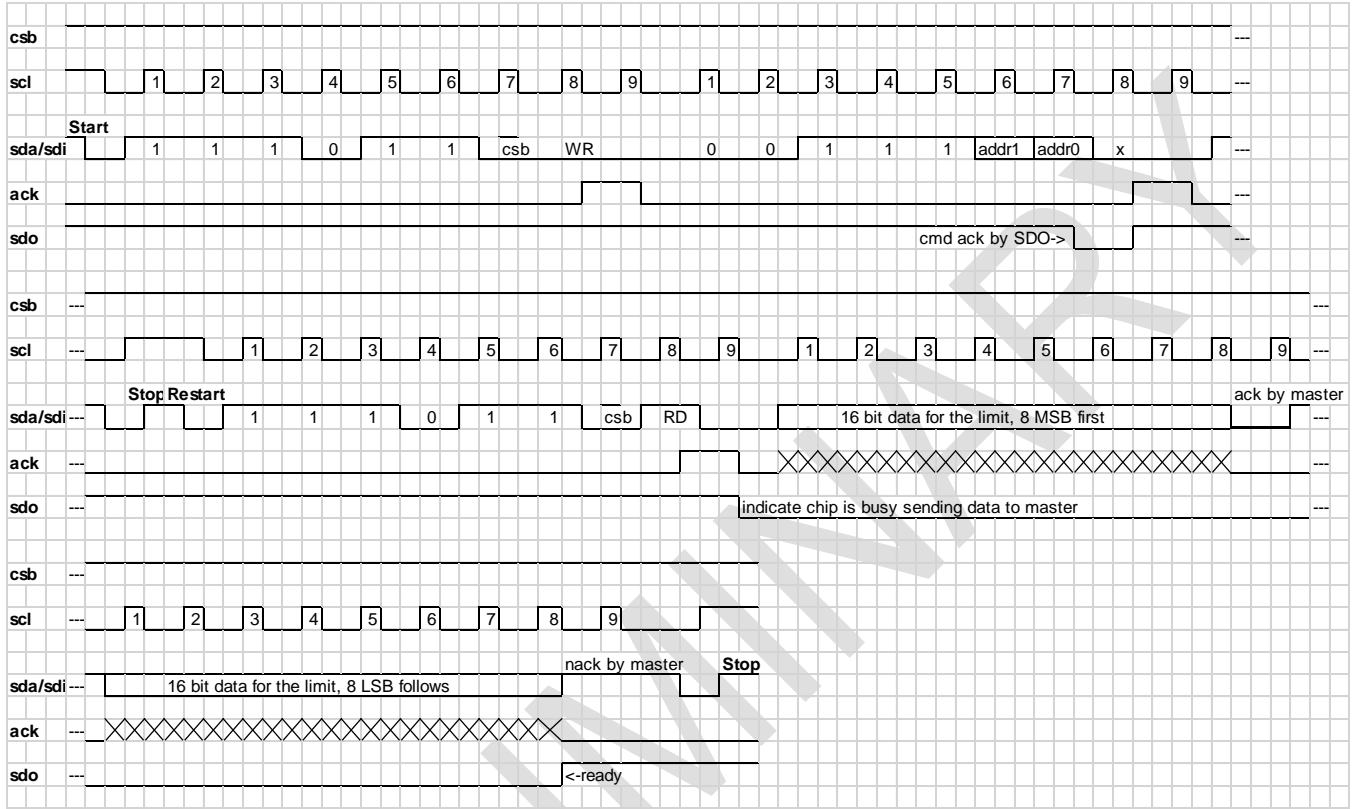 csb ---
scl 1 2 3 4 5 6 7 8 9 1 2 3 4 5 6 7 8 9 ---
Start
sda/sdi 1 1 1 0 1 1 csb WR 0 0 1 1 1 addr1 addr0 x ---
ack ---
sdo cmd ack by SDO-> ---
csb --- ---
scl --- 1 2 3 4 5 6 7 8 9 1 2 3 4 5 6 7 8 9 ---
Stop Restart ack by master
sda/sdi --- 1 1 1 0 1 1 csb RD 16 bit data for the limit, 8 MSB first ---
ack --- ---
sdo --- indicate chip is busy sending data to master ---
csb ---
scl --- 1 2 3 4 5 6 7 8 9
nack by master Stop
sda/sdi --- 16 bit data for the limit, 8 LSB follows
ack ---
sdo --- <-ready
IMINARY